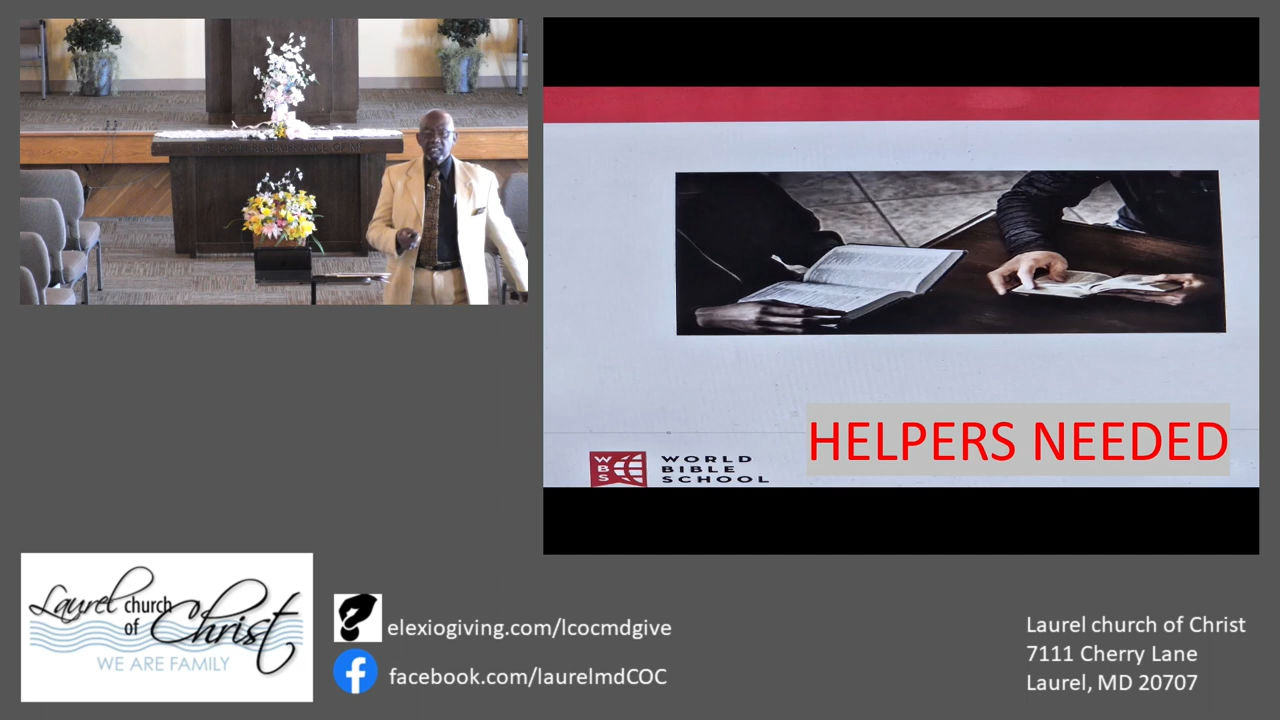 HELPERS NEEDED
WBS
WORLD
BIBLE
SCHOOL
Laurel church
of Christ
WE ARE FAMILY
elexiogiving.com/lcocmdgive
facebook.com/laurelmdCOC
Laurel church of Christ
7111 Cherry Lane
Laurel, MD 20707